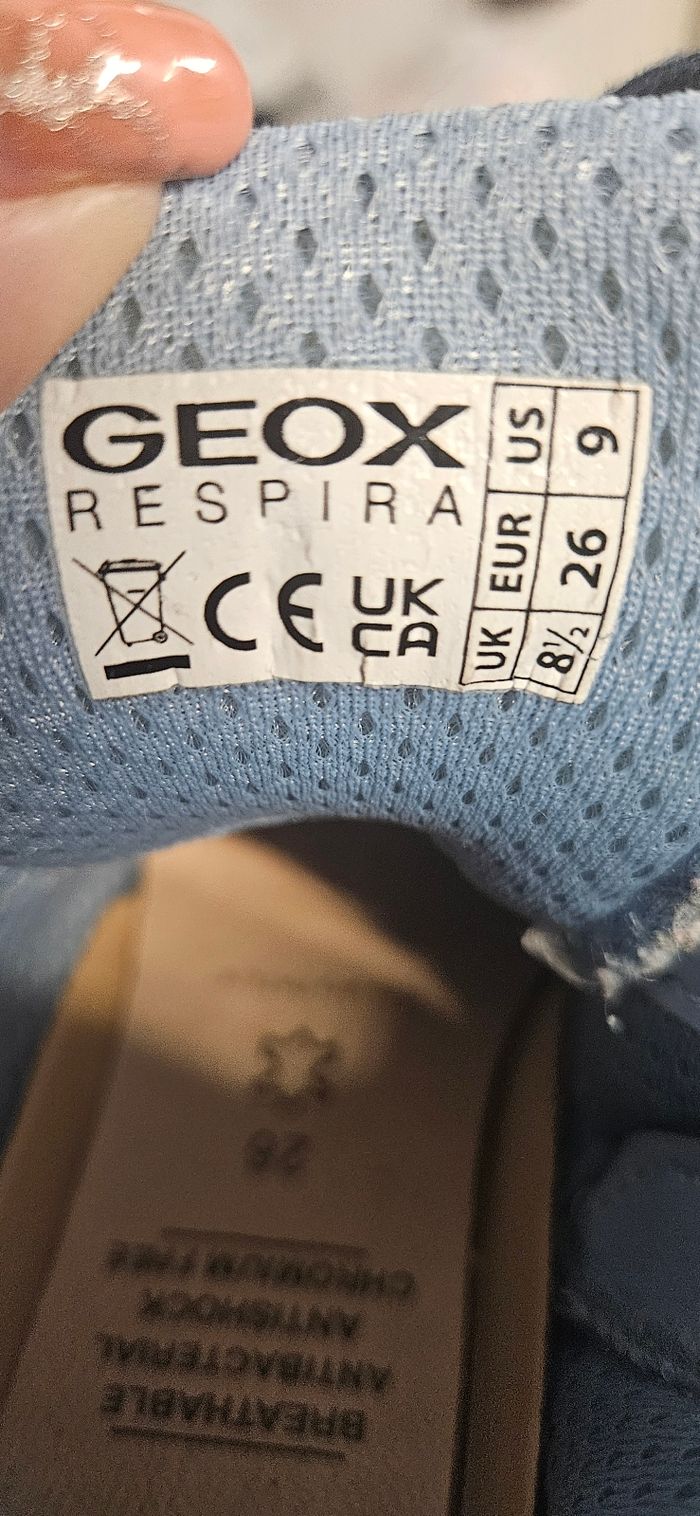 GEOX
RESPIRA
CE UK
CA
US 9
EUR 26
UK 8½
26
CHROMIUM FREE
ANTISHOCK
ANTIBACTERIAL
BREATHABLE